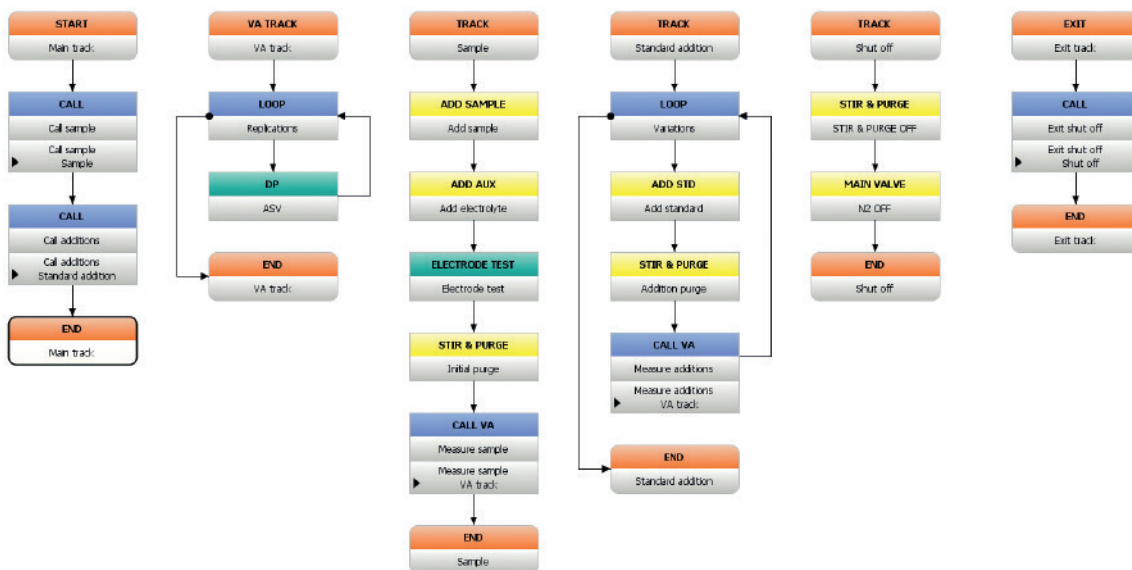 START
Main track
CALL
Call sample
Call sample
Sample
CALL
Call additions
Call additions
Standard addition
END
Main track
VA TRACK
VA track
LOOP
Replications
DP
ASV
END
VA track
TRACK
Sample
ADD SAMPLE
Add sample
ADD AUX
Add electrolyte
ELECTRODE TEST
Electrode test
STIR & PURGE
Initial purge
CALL VA
Measure sample
Measure sample
VA track
END
Sample
TRACK
Standard addition
LOOP
Variations
ADD STD
Add standard
STIR & PURGE
Addition purge
CALL VA
Measure additions
Measure additions
VA track
END
Standard addition
TRACK
Shut off
STIR & PURGE
STIR & PURGE OFF
MAIN VALVE
N2 OFF
END
Shut off
EXIT
Exit track
CALL
Exit shut off
Exit shut off
Shut off
END
Exit track